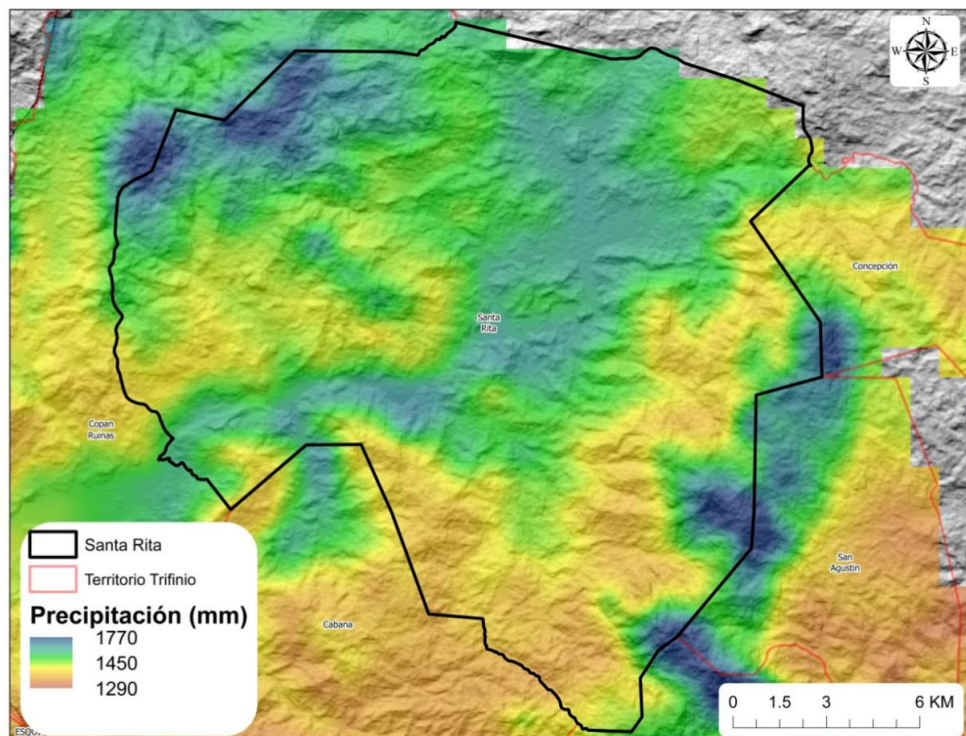 N
W E
S
Concepción
Santa
Rita
Copan
Ruinas
San
Agustin
Cabana
Santa Rita
Territorio Trifinio
Precipitación (mm)
1770
1450
1290
0 1.5 3 6 KM